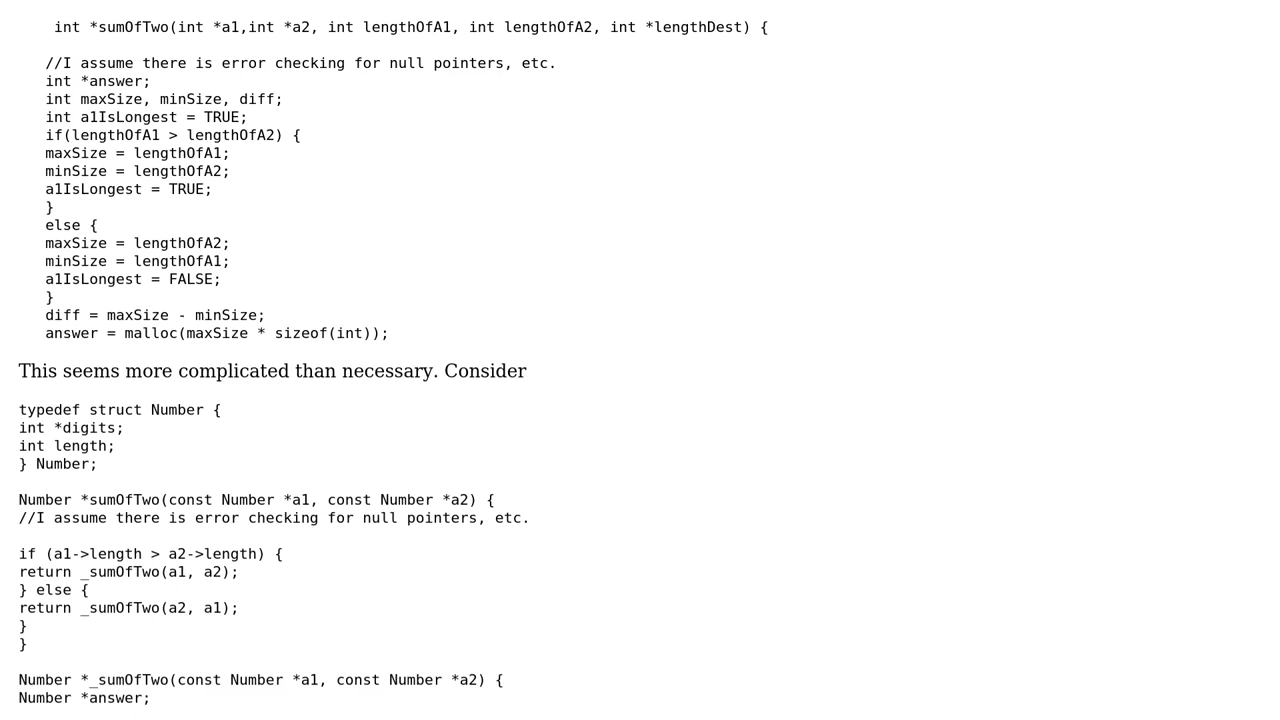 int *sumOfTwo(int *a1,int *a2, int lengthOfA1, int lengthOfA2, int *lengthDest) {
//I assume there is error checking for null pointers, etc.
int *answer;
int maxSize, minSize, diff;
int a1IsLongest = TRUE;
if(lengthOfA1 > lengthOfA2) {
maxSize = lengthOfA1;
minSize = lengthOfA2;
a1IsLongest = TRUE;
}
else {
maxSize = lengthOfA2;
minSize = lengthOfA1;
a1IsLongest = FALSE;
}
diff = maxSize - minSize;
answer = malloc(maxSize * sizeof(int));
This seems more complicated than necessary. Consider
typedef struct Number {
int *digits;
int length;
} Number;
Number *sumOfTwo(const Number *a1, const Number *a2) {
//I assume there is error checking for null pointers, etc.
if (a1->length > a2->length) {
return _sumOfTwo(a1, a2);
} else {
return _sumOfTwo(a2, a1);
}
}
Number *_sumOfTwo(const Number *a1, const Number *a2) {
Number *answer;